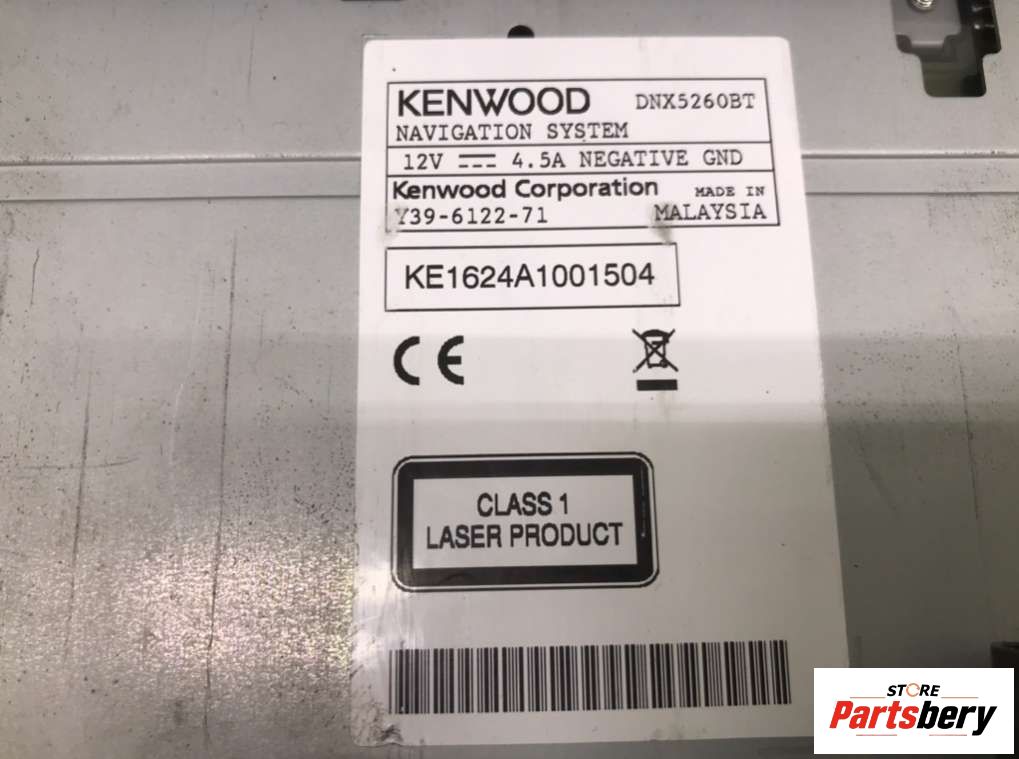 KENWOOD DNX5260BT
NAVIGATION SYSTEM
12V ⎓ 4.5A NEGATIVE GND
Kenwood Corporation MADE IN
Y39-6122-71 MALAYSIA
KE1624A1001504
CE
CLASS 1
LASER PRODUCT
STORE
Partsbery